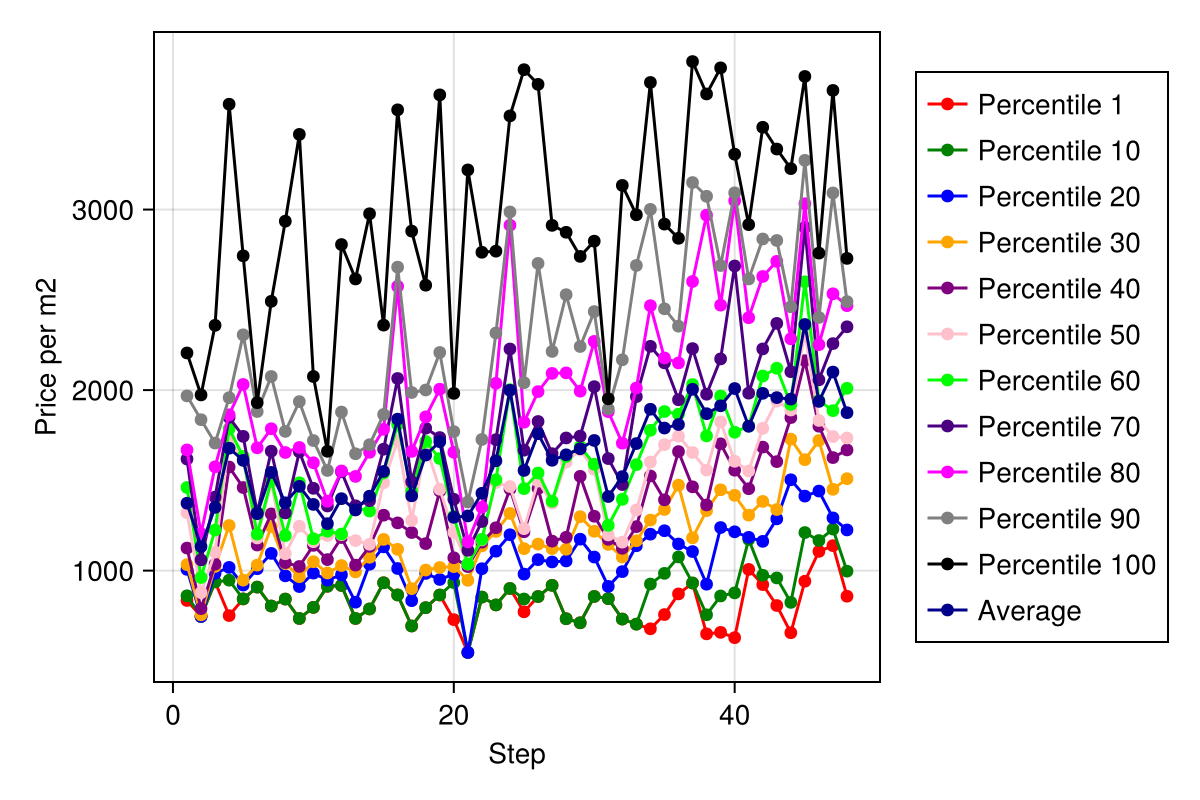 Price per m2
3000
2000
1000
0
20
40
Step
Percentile 1
Percentile 10
Percentile 20
Percentile 30
Percentile 40
Percentile 50
Percentile 60
Percentile 70
Percentile 80
Percentile 90
Percentile 100
Average